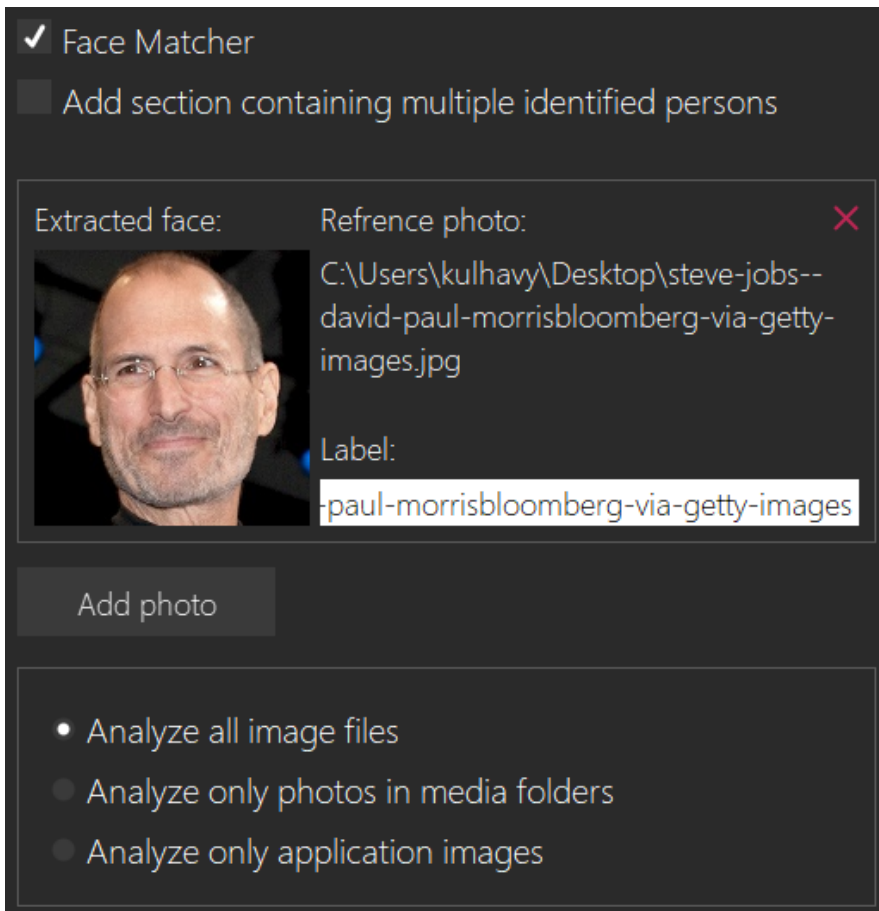 Face Matcher
Add section containing multiple identified persons
Extracted face:
Refrence photo:
C:\Users\kulhavy\Desktop\steve-jobs--
david-paul-morrisbloomberg-via-getty-
images.jpg
Label:
-paul-morrisbloomberg-via-getty-images
Add photo
Analyze all image files
Analyze only photos in media folders
Analyze only application images